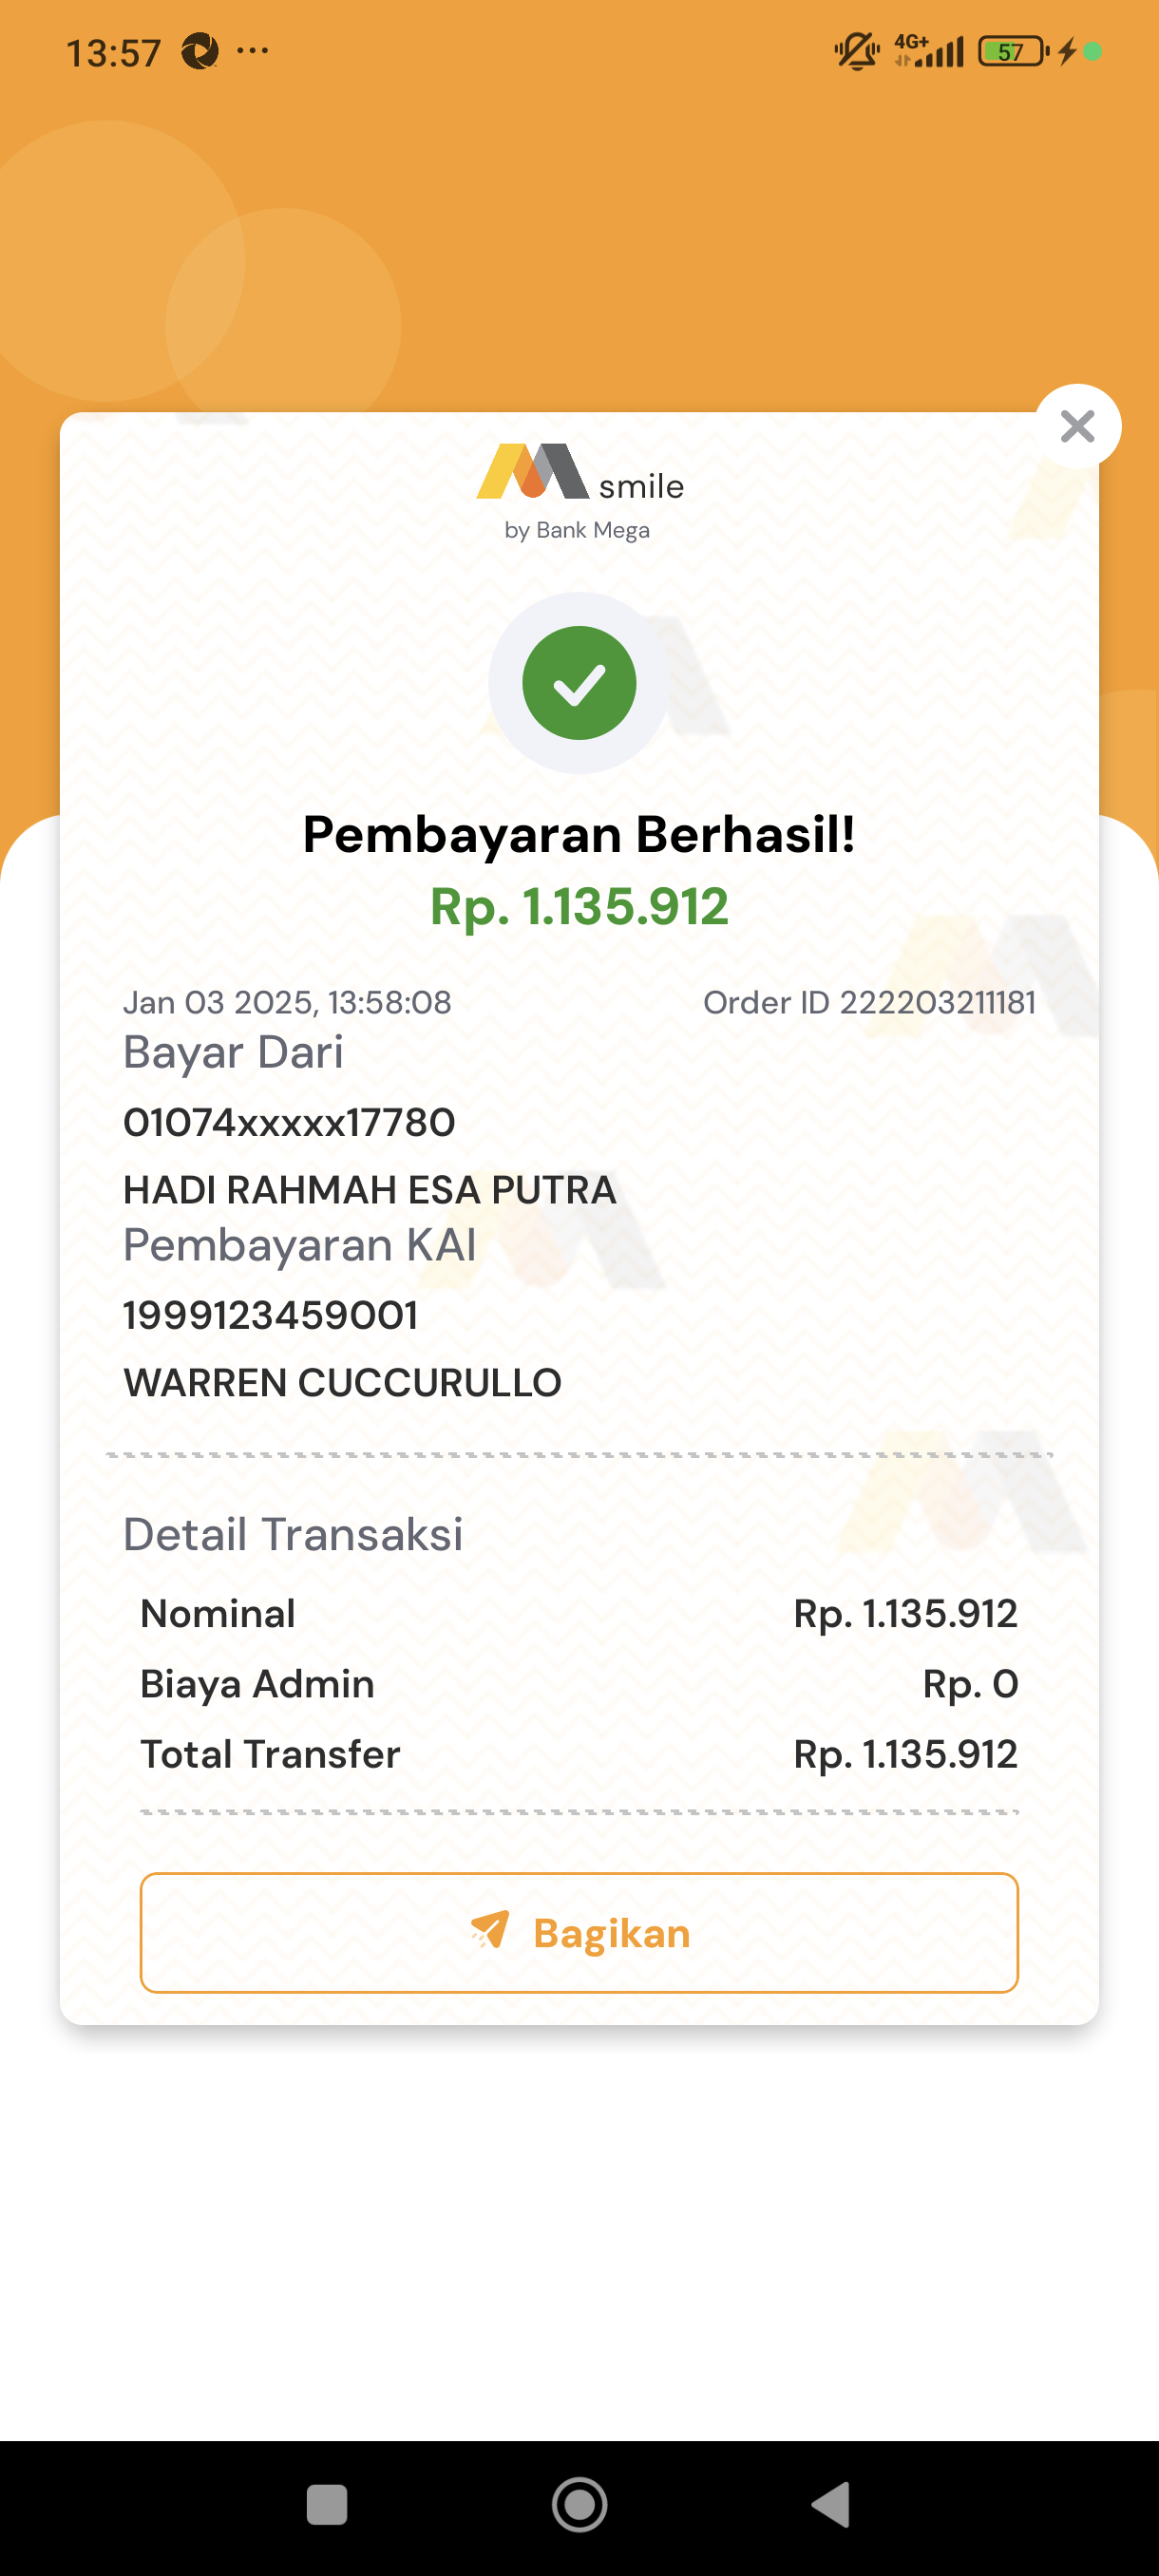 13:57 ...
4G+ 57
smile
by Bank Mega
Pembayaran Berhasil!
Rp. 1.135.912
Jan 03 2025, 13:58:08 Order ID 222203211181
Bayar Dari
01074xxxxx17780
HADI RAHMAH ESA PUTRA
Pembayaran KAI
1999123459001
WARREN CUCCURULLO
Detail Transaksi
Nominal Rp. 1.135.912
Biaya Admin Rp. 0
Total Transfer Rp. 1.135.912
Bagikan